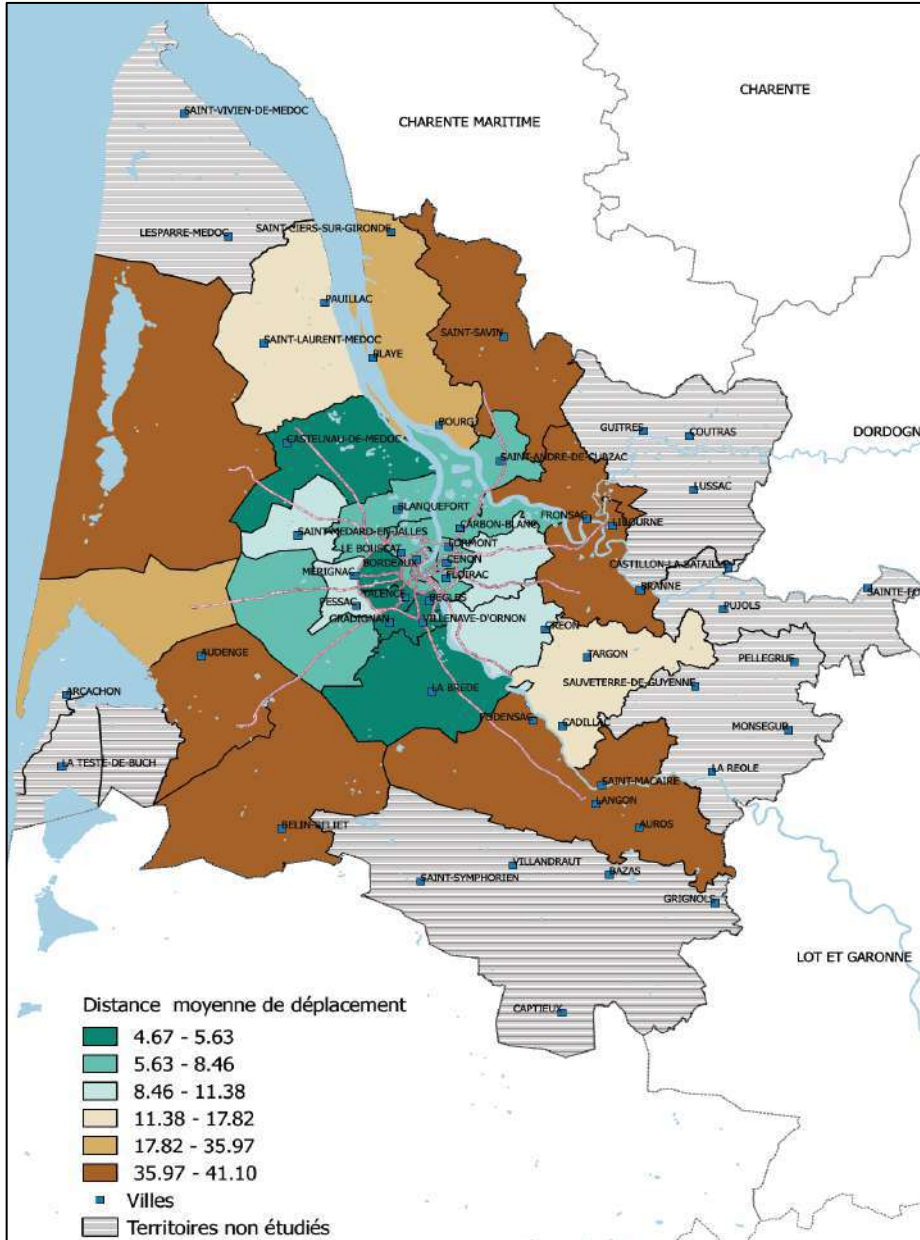 CHARENTE
SAINT-VIVIEN-DE-MEDOC
CHARENTE MARITIME
LESPARRE-MEDOC
SAINT-CIERS-SUR-GIRONDE
PAUILLAC
SAINT-SAVIN
SAINT-LAURENT-MEDOC
BLAYE
BOURG
GUITRES
COUTRAS
DORDOGN
CASTELNAU-DE-MEDOC
SAINT-ANDRE-DE-CUBZAC
LUSSAC
BLANQUEFORT
FRONSAC
LIBOURNE
CARBON-BLANC
SAINT-MEDARD-EN-JALLES
LORMONT
LE BOUSCAT
BORDEAUX
CENON
CASTILLON-LA-BATAILLE
MERIGNAC
FLOIRAC
BRANNE
SAINTE-FO
TALENCE
BEGLES
PESSAC
PUJOLS
GRADIGNAN
VILLENAVE-D'ORNON
CREON
AUDENGE
TARGON
PELLEGRUE
SAUVETERRE-DE-GUYENNE
ARCACHON
LA BREDE
PODENSAC
CADILLAC
MONSEGUR
LA TESTE-DE-BUCH
LA REOLE
SAINT-MACAIRE
LANGON
BELIN-BELIET
AUROS
VILLANDRAUT
BAZAS
SAINT-SYMPHORIEN
GRIGNOLS
LOT ET GARONNE
CAPTIEUX
Distance moyenne de déplacement
4.67 - 5.63
5.63 - 8.46
8.46 - 11.38
11.38 - 17.82
17.82 - 35.97
35.97 - 41.10
Villes
Territoires non étudiés